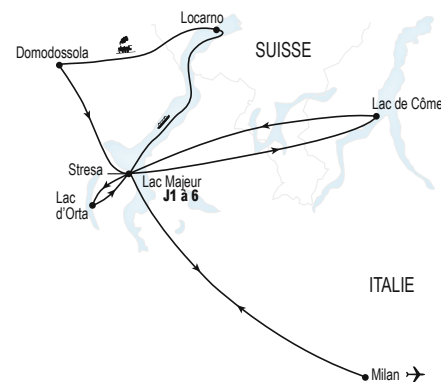 Locarno
SUISSE
Domodossola
Lac de Côme
Stresa
Lac Majeur
J1 à 6
Lac
d'Orta
ITALIE
Milan